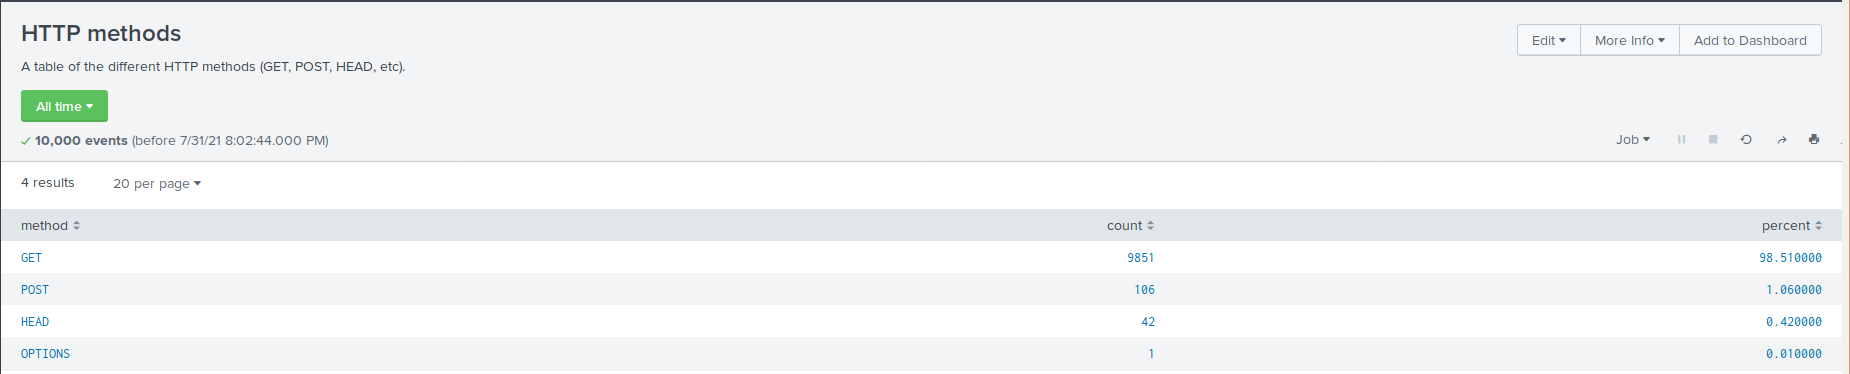 HTTP methods
Edit More Info Add to Dashboard
A table of the different HTTP methods (GET, POST, HEAD, etc).
All time
10,000 events (before 7/31/21 8:02:44.000 PM)
Job
4 results 20 per page
method count percent
GET 9851 98.510000
POST 106 1.060000
HEAD 42 0.420000
OPTIONS 1 0.010000